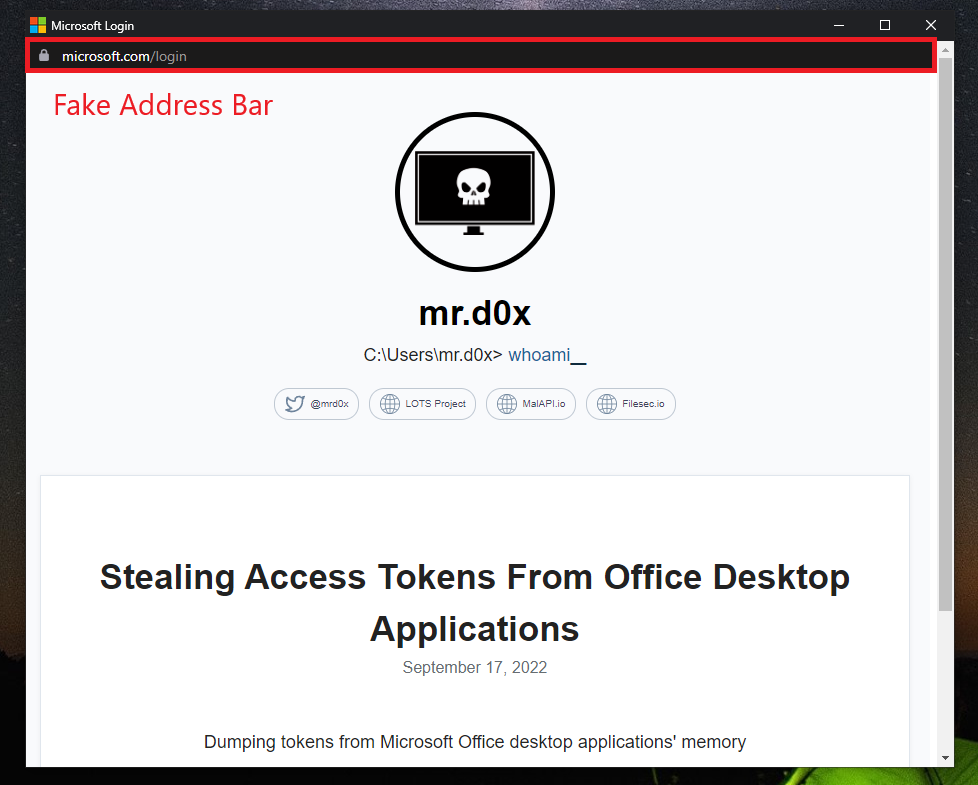 Microsoft Login
microsoft.com/login
Fake Address Bar
mr.d0x
C:\Users\mr.d0x> whoami__
@mrd0x LOTS Project MalAPI.io Filesec.io
Stealing Access Tokens From Office Desktop
Applications
September 17, 2022
Dumping tokens from Microsoft Office desktop applications' memory